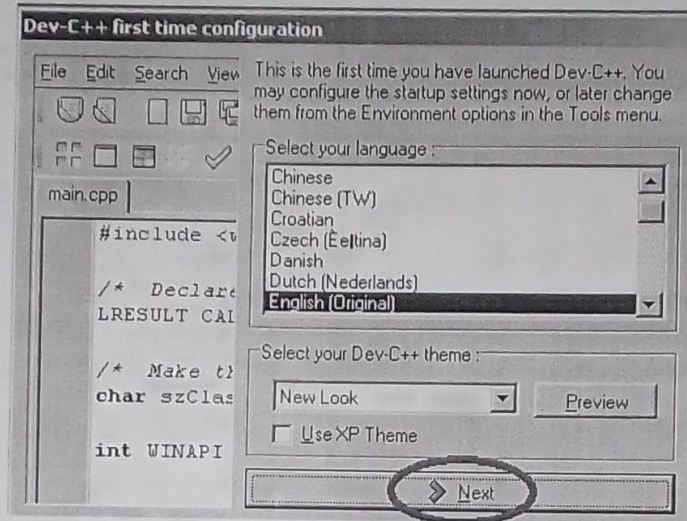 Dev-C++ first time configuration
File Edit Search View
main.cpp
#include <w
/* Declare
LRESULT CAL
/* Make th
char szClas
int WINAPI
This is the first time you have launched Dev-C++. You
may configure the startup settings now, or later change
them from the Environment options in the Tools menu.
Select your language :
Chinese
Chinese (TW)
Croatian
Czech (Èeština)
Danish
Dutch (Nederlands)
English (Original)
Select your Dev-C++ theme :
New Look
Preview
Use XP Theme
Next